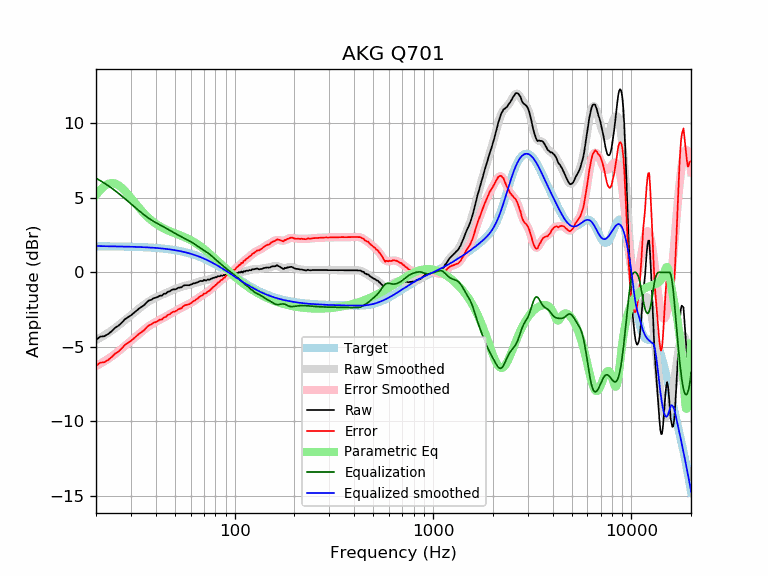 AKG Q701
Amplitude (dBr)
10
5
0
−5
−10
−15
Target
Raw Smoothed
Error Smoothed
Raw
Error
Parametric Eq
Equalization
Equalized smoothed
100
1000
10000
Frequency (Hz)